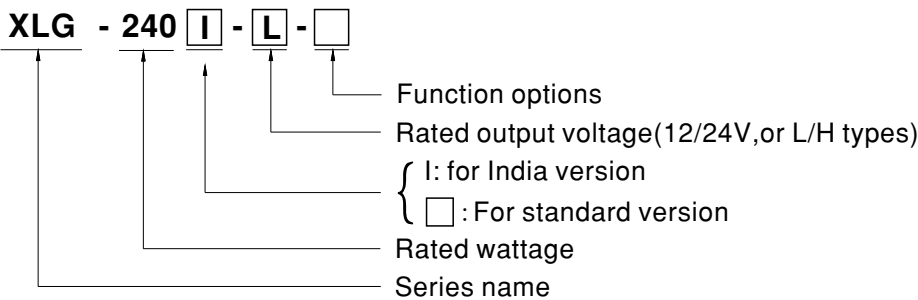 XLG - 240 I - L -
Function options
Rated output voltage(12/24V,or L/H types)
I: for India version
: For standard version
Rated wattage
Series name